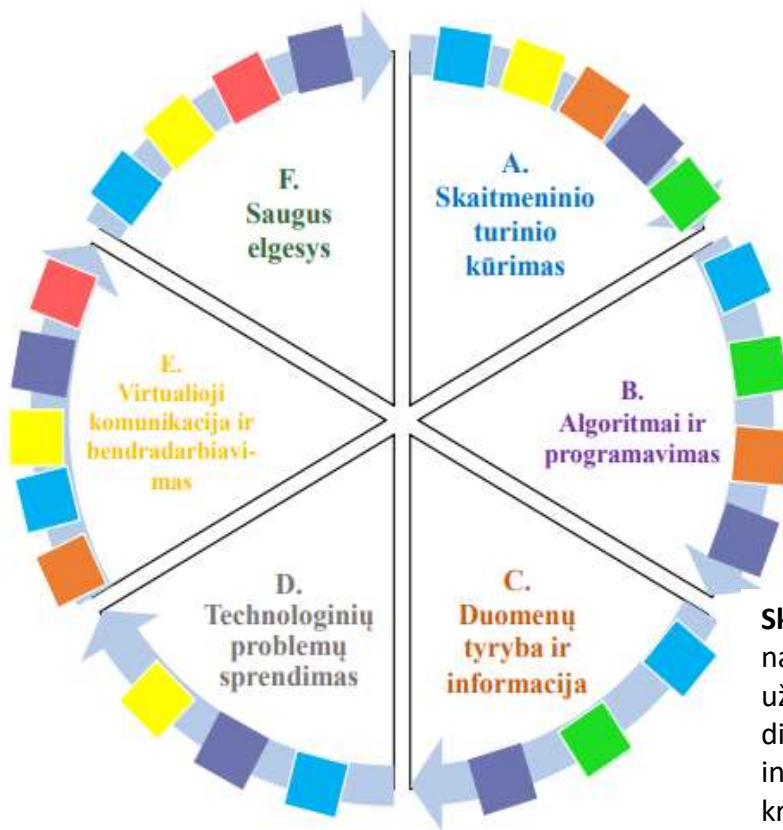 F.
Saugus
elgesys
A.
Skaitmeninio
turinio
kūrimas
E.
Virtualioji
komunikacija ir
bendradarbiavi-
mas
B.
Algoritmai ir
programavimas
D.
Technologinių
problemų
sprendimas
C.
Duomenų
tyryba ir
informacija